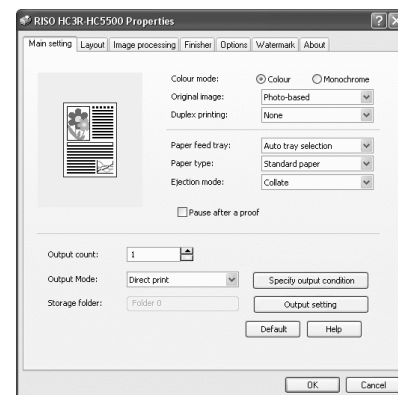 RISO HC3R-HC5500 Properties
Main setting Layout Image processing Finisher Options Watermark About
Colour mode: Colour Monochrome
Original image: Photo-based
Duplex printing: None
Paper feed tray: Auto tray selection
Paper type: Standard paper
Ejection mode: Collate
Pause after a proof
Output count: 1
Output Mode: Direct print Specify output condition
Storage folder: Folder 0 Output setting
Default Help
OK Cancel